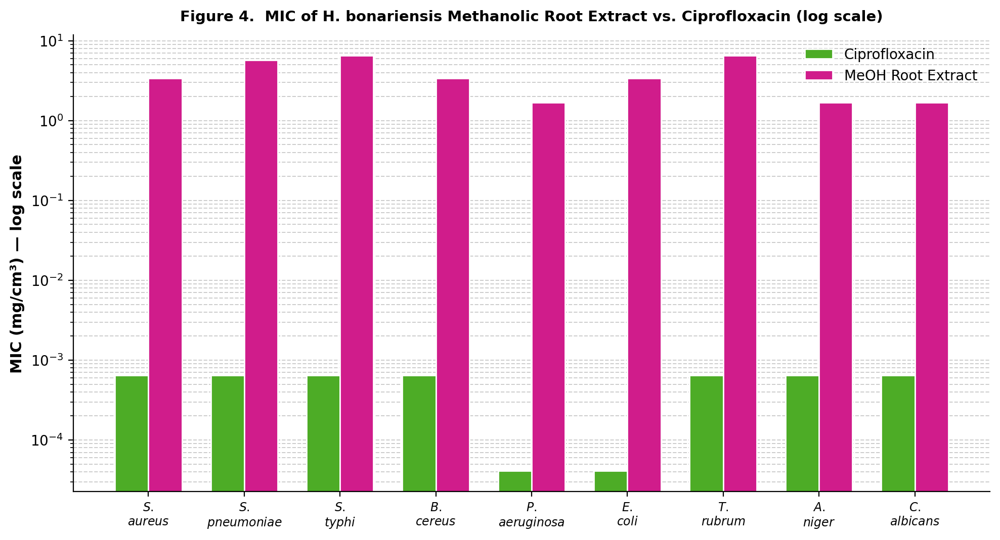 Figure 4.  MIC of H. bonariensis Methanolic Root Extract vs. Ciprofloxacin (log scale)
MIC (mg/cm³) — log scale
10¹
10⁰
10⁻¹
10⁻²
10⁻³
10⁻⁴
Ciprofloxacin
MeOH Root Extract
S.
aureus
S.
pneumoniae
S.
typhi
B.
cereus
P.
aeruginosa
E.
coli
T.
rubrum
A.
niger
C.
albicans